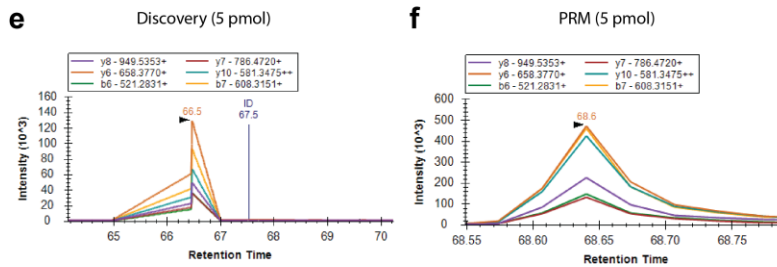 e
Discovery (5 pmol)
y8 - 949.5353+ y7 - 786.4720+
y6 - 658.3770+ y10 - 581.3475++
b6 - 521.2831+ b7 - 608.3151+
160
140
120
100
80
60
40
20
0
Intensity (10^3)
66.5
ID
67.5
65 66 67 68 69 70
Retention Time
f
PRM (5 pmol)
y8 - 949.5353+ y7 - 786.4720+
y6 - 658.3770+ y10 - 581.3475++
b6 - 521.2831+ b7 - 608.3151+
600
500
400
300
200
100
0
Intensity (10^3)
68.6
68.55 68.60 68.65 68.70 68.75
Retention Time